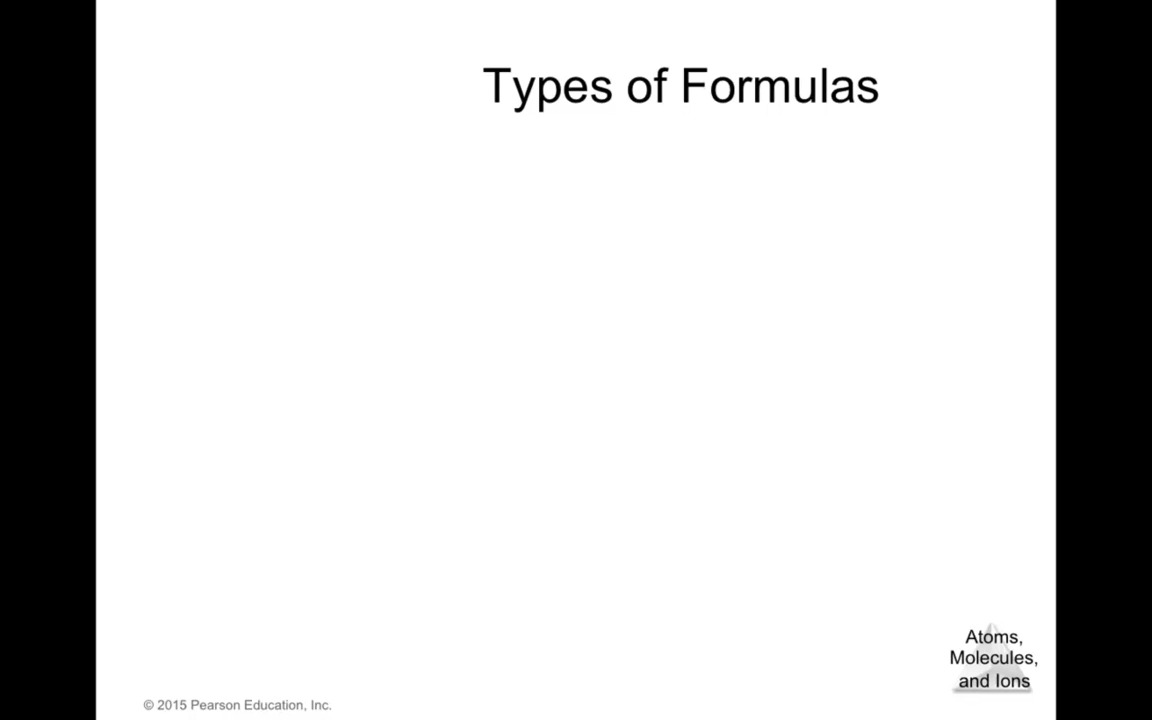 Types of Formulas
Atoms,
Molecules,
and Ions
© 2015 Pearson Education, Inc.